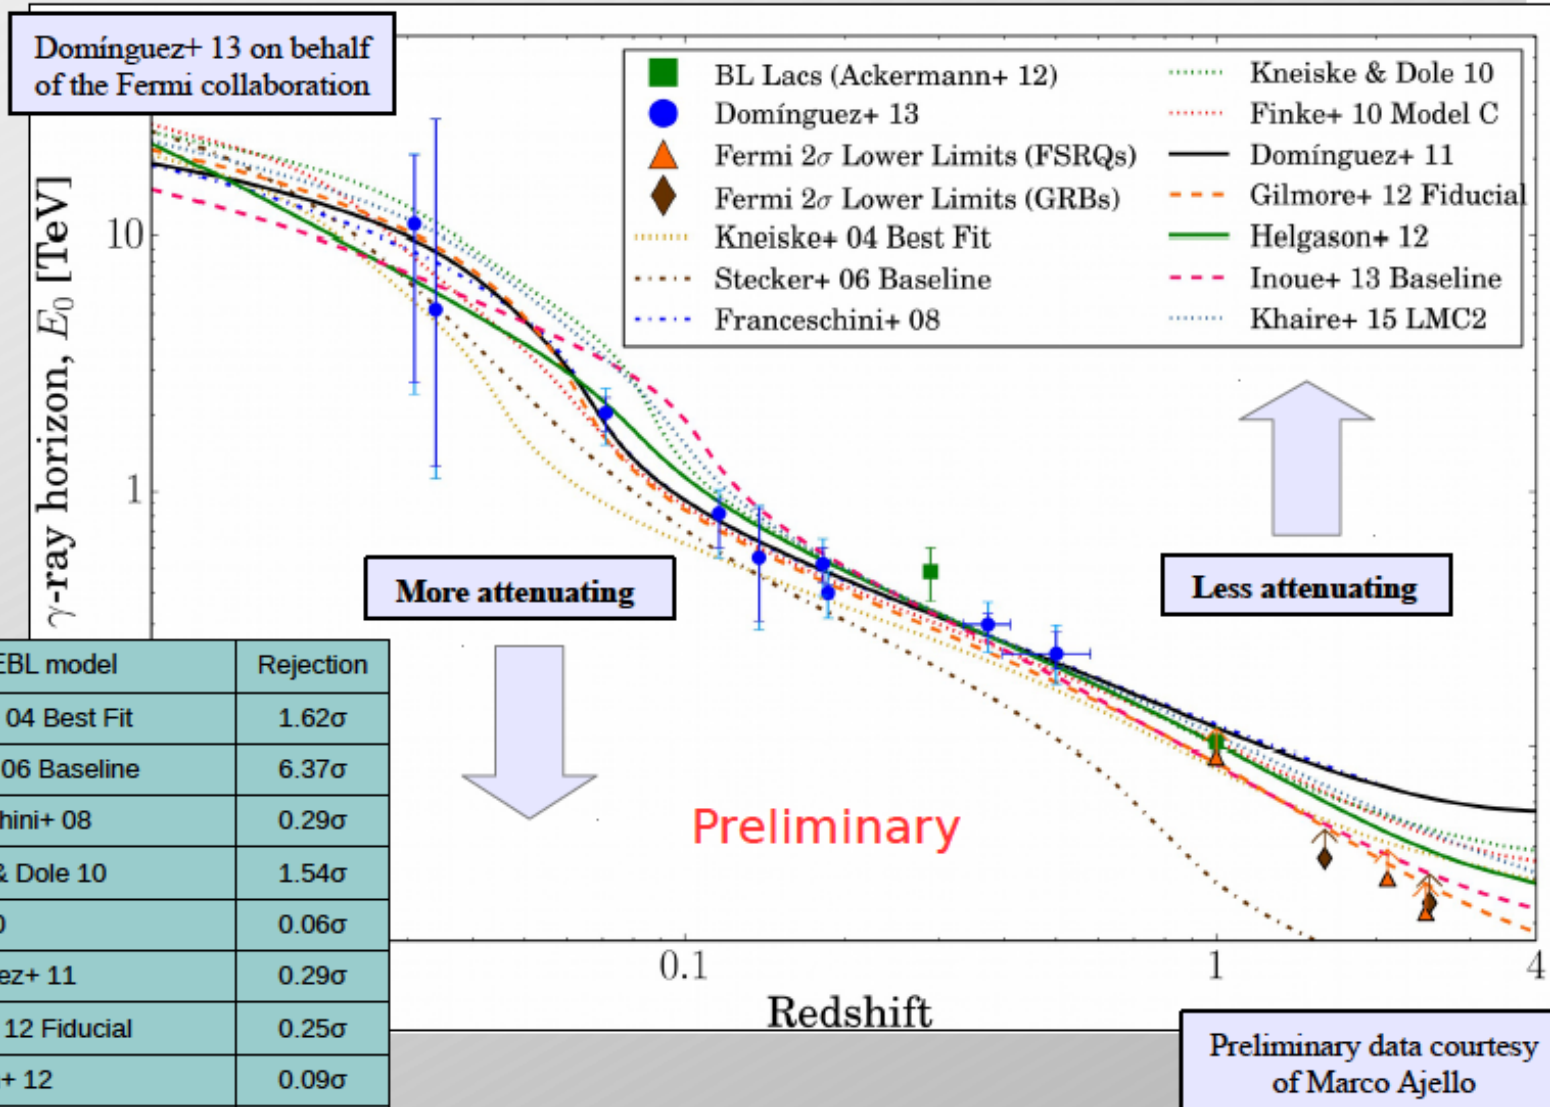 Domínguez+ 13 on behalf
of the Fermi collaboration
BL Lacs (Ackermann+ 12)
Domínguez+ 13
Fermi 2σ Lower Limits (FSRQs)
Fermi 2σ Lower Limits (GRBs)
Kneiske+ 04 Best Fit
Stecker+ 06 Baseline
Franceschini+ 08
Kneiske & Dole 10
Finke+ 10 Model C
Domínguez+ 11
Gilmore+ 12 Fiducial
Helgason+ 12
Inoue+ 13 Baseline
Khaire+ 15 LMC2
γ-ray horizon, E₀ [TeV]
10
1
More attenuating
Less attenuating
Preliminary
EBL model Rejection
04 Best Fit 1.62σ
06 Baseline 6.37σ
hini+ 08 0.29σ
& Dole 10 1.54σ
0 0.06σ
ez+ 11 0.29σ
12 Fiducial 0.25σ
+ 12 0.09σ
0.1
1
4
Redshift
Preliminary data courtesy
of Marco Ajello